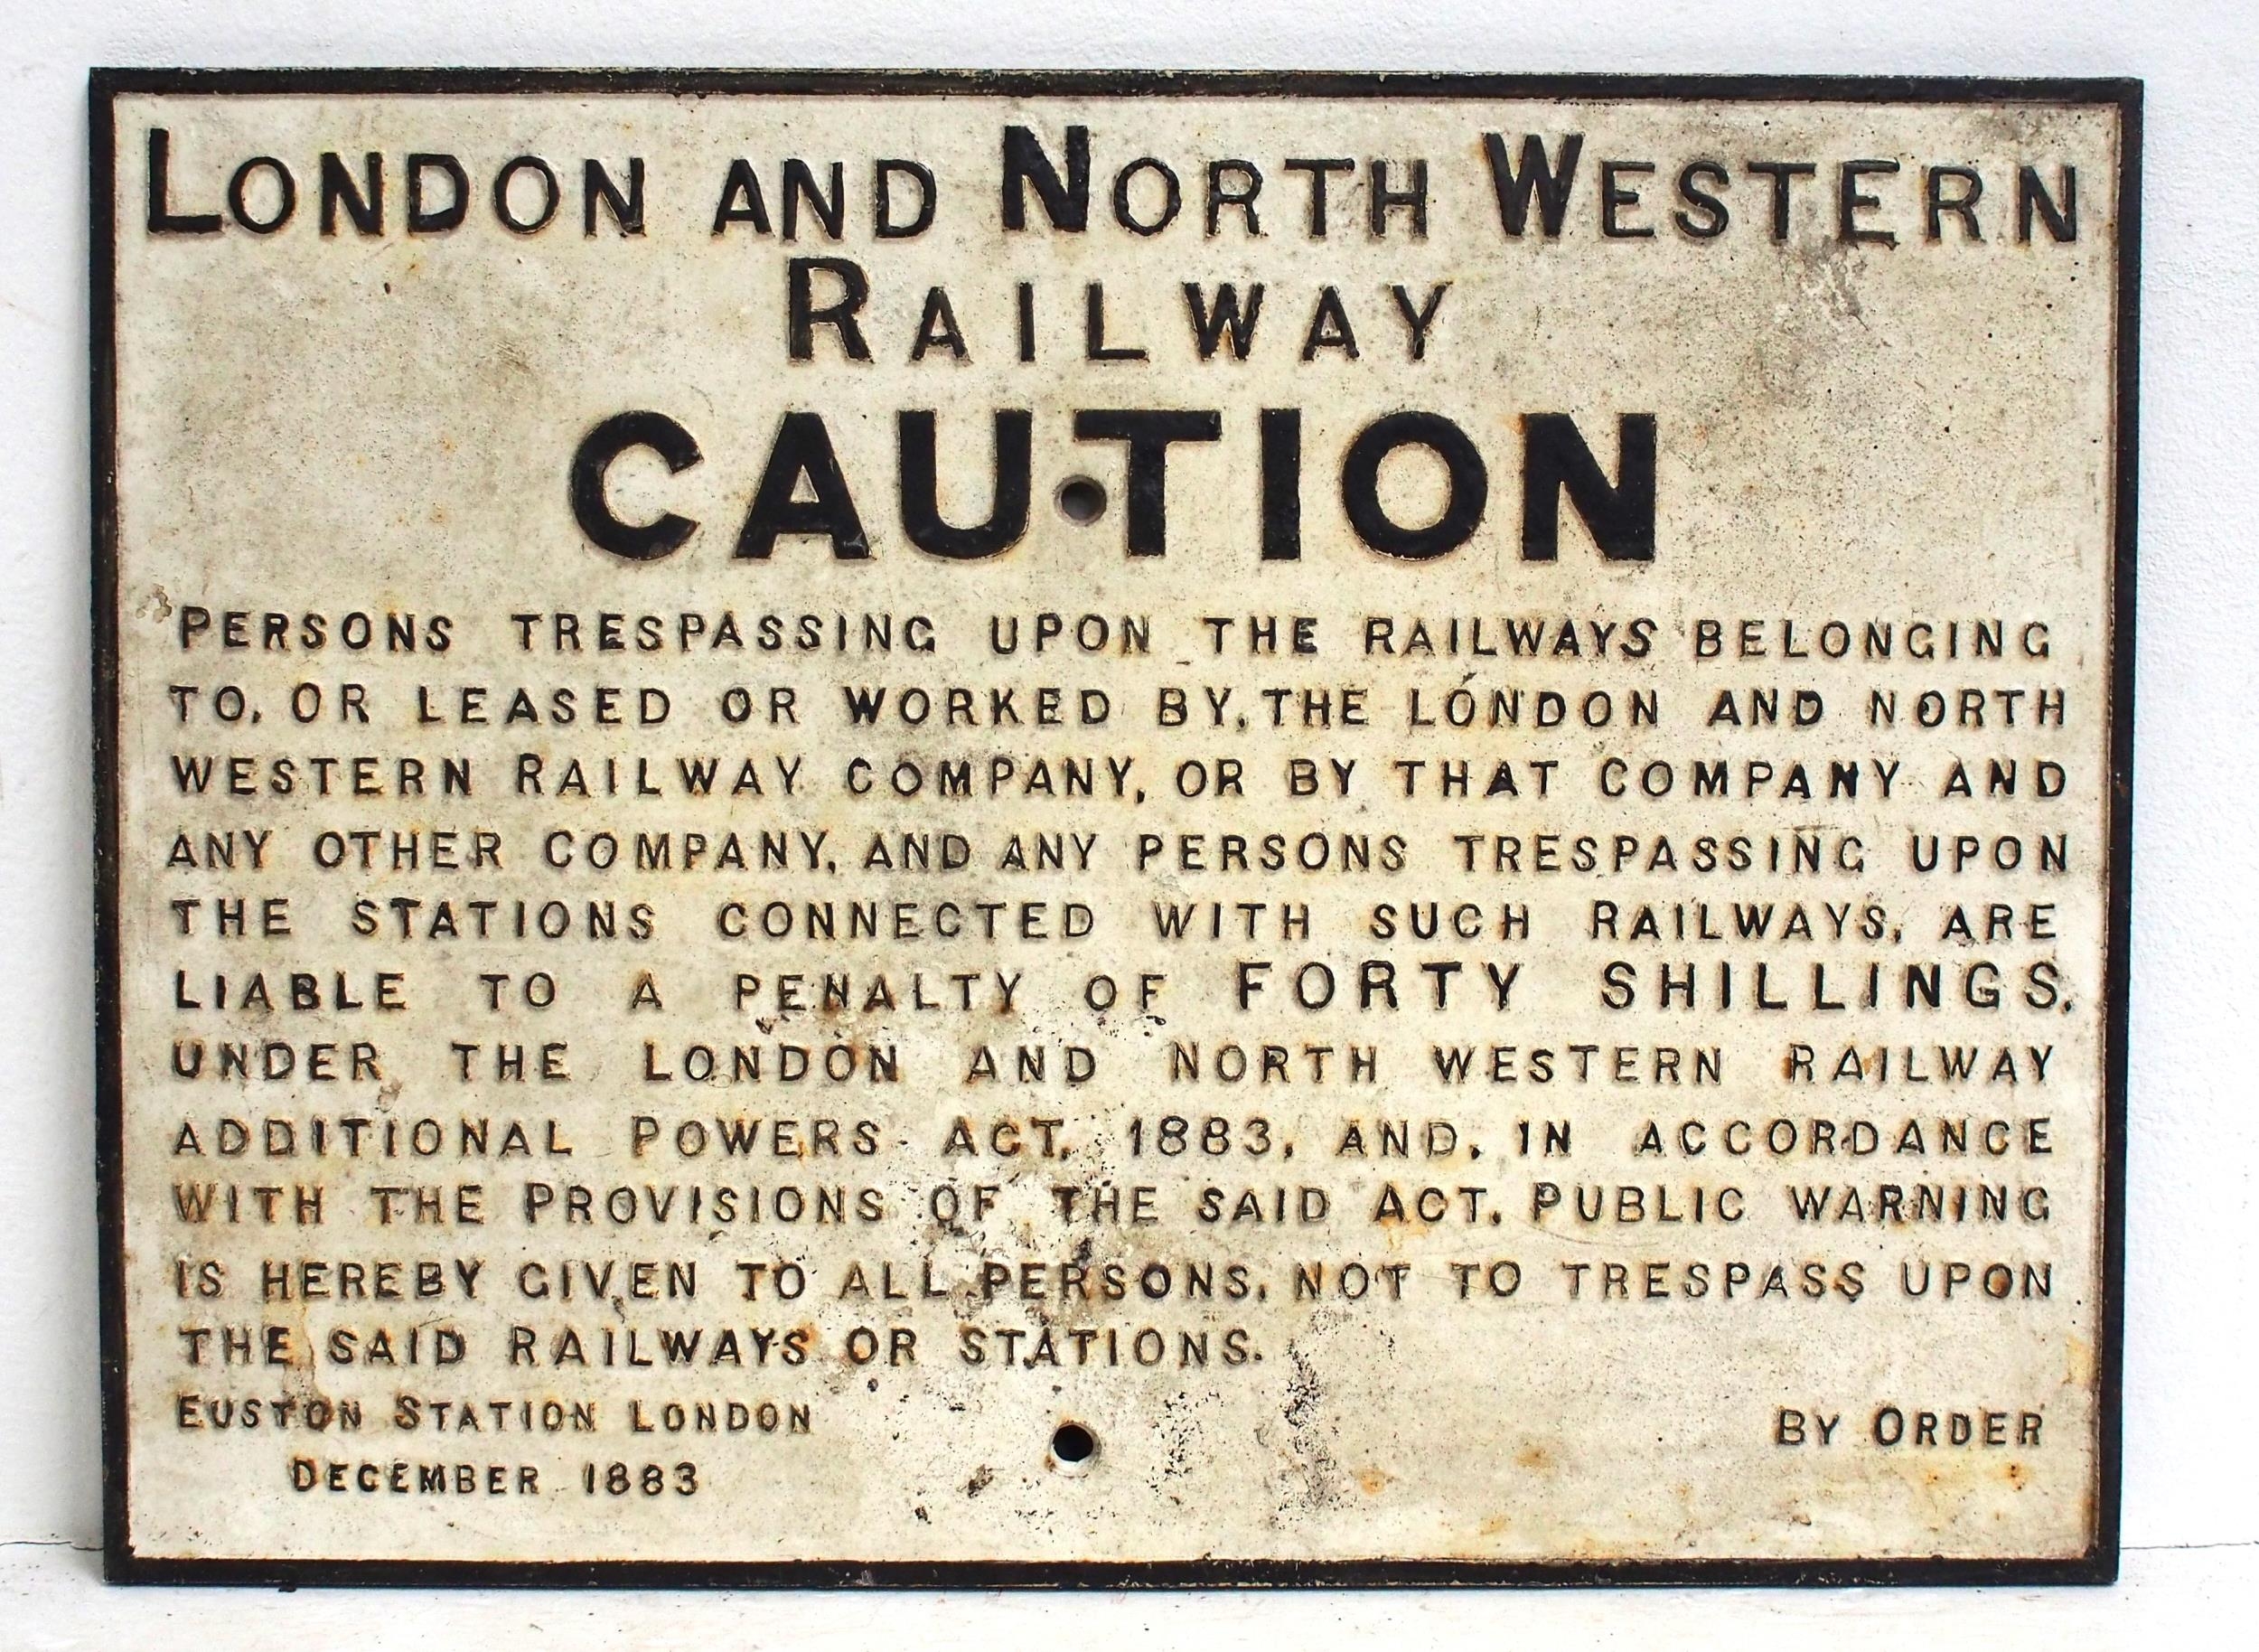 LONDON AND NORTH WESTERN
RAILWAY
CAUTION
PERSONS TRESPASSING UPON THE RAILWAYS BELONGING
TO, OR LEASED OR WORKED BY, THE LONDON AND NORTH
WESTERN RAILWAY COMPANY, OR BY THAT COMPANY AND
ANY OTHER COMPANY, AND ANY PERSONS TRESPASSING UPON
THE STATIONS CONNECTED WITH SUCH RAILWAYS, ARE
LIABLE TO A PENALTY OF FORTY SHILLINGS,
UNDER THE LONDON AND NORTH WESTERN RAILWAY
ADDITIONAL POWERS ACT, 1883, AND, IN ACCORDANCE
WITH THE PROVISIONS OF THE SAID ACT, PUBLIC WARNING
IS HEREBY GIVEN TO ALL PERSONS, NOT TO TRESPASS UPON
THE SAID RAILWAYS OR STATIONS.
EUSTON STATION LONDON
BY ORDER
DECEMBER 1883